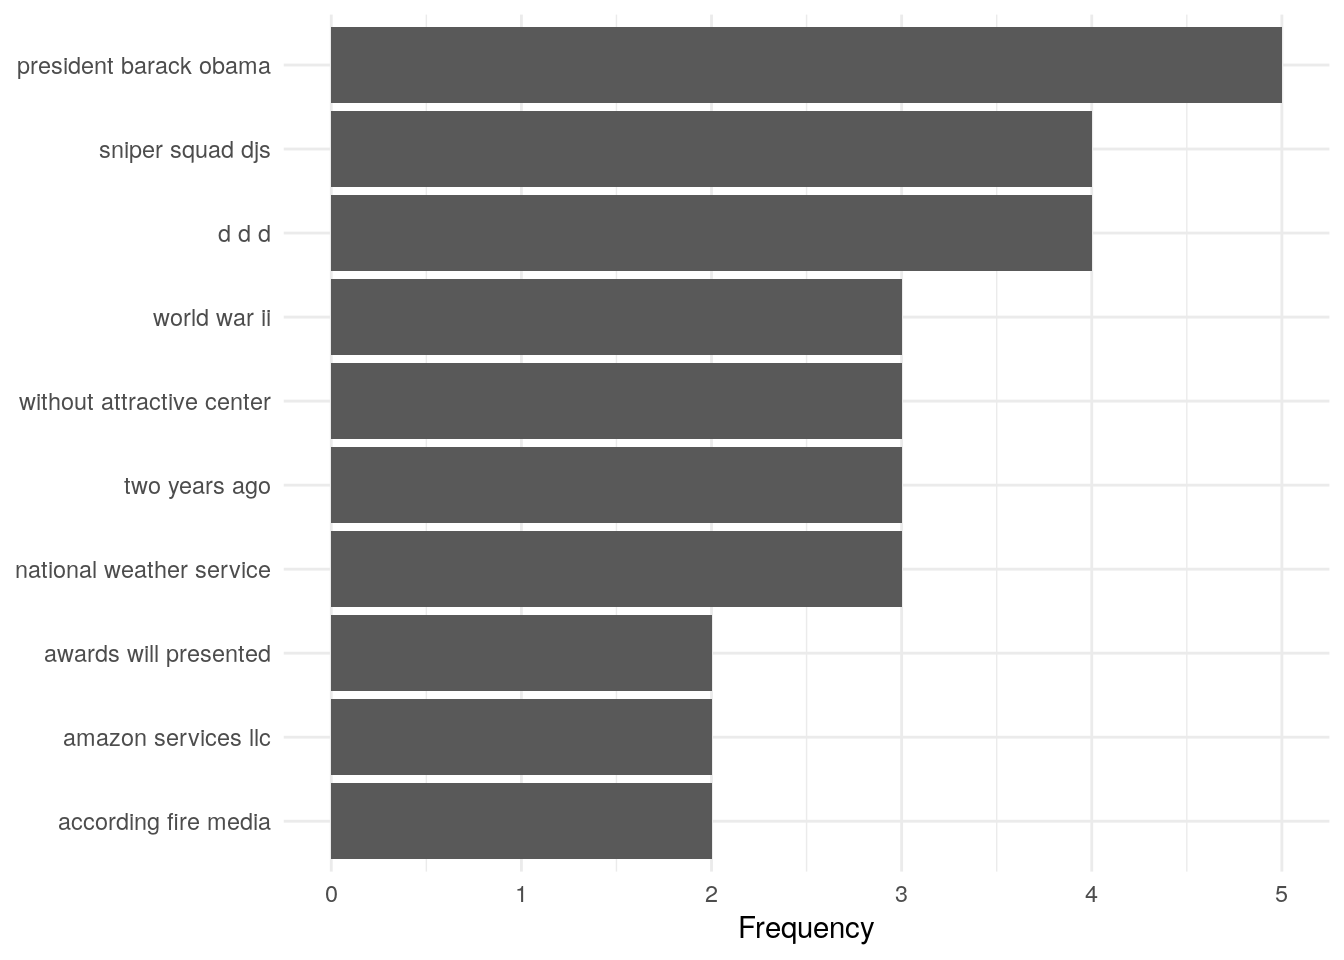 president barack obama
sniper squad djs
d d d
world war ii
without attractive center
two years ago
national weather service
awards will presented
amazon services llc
according fire media
0 1 2 3 4 5
Frequency